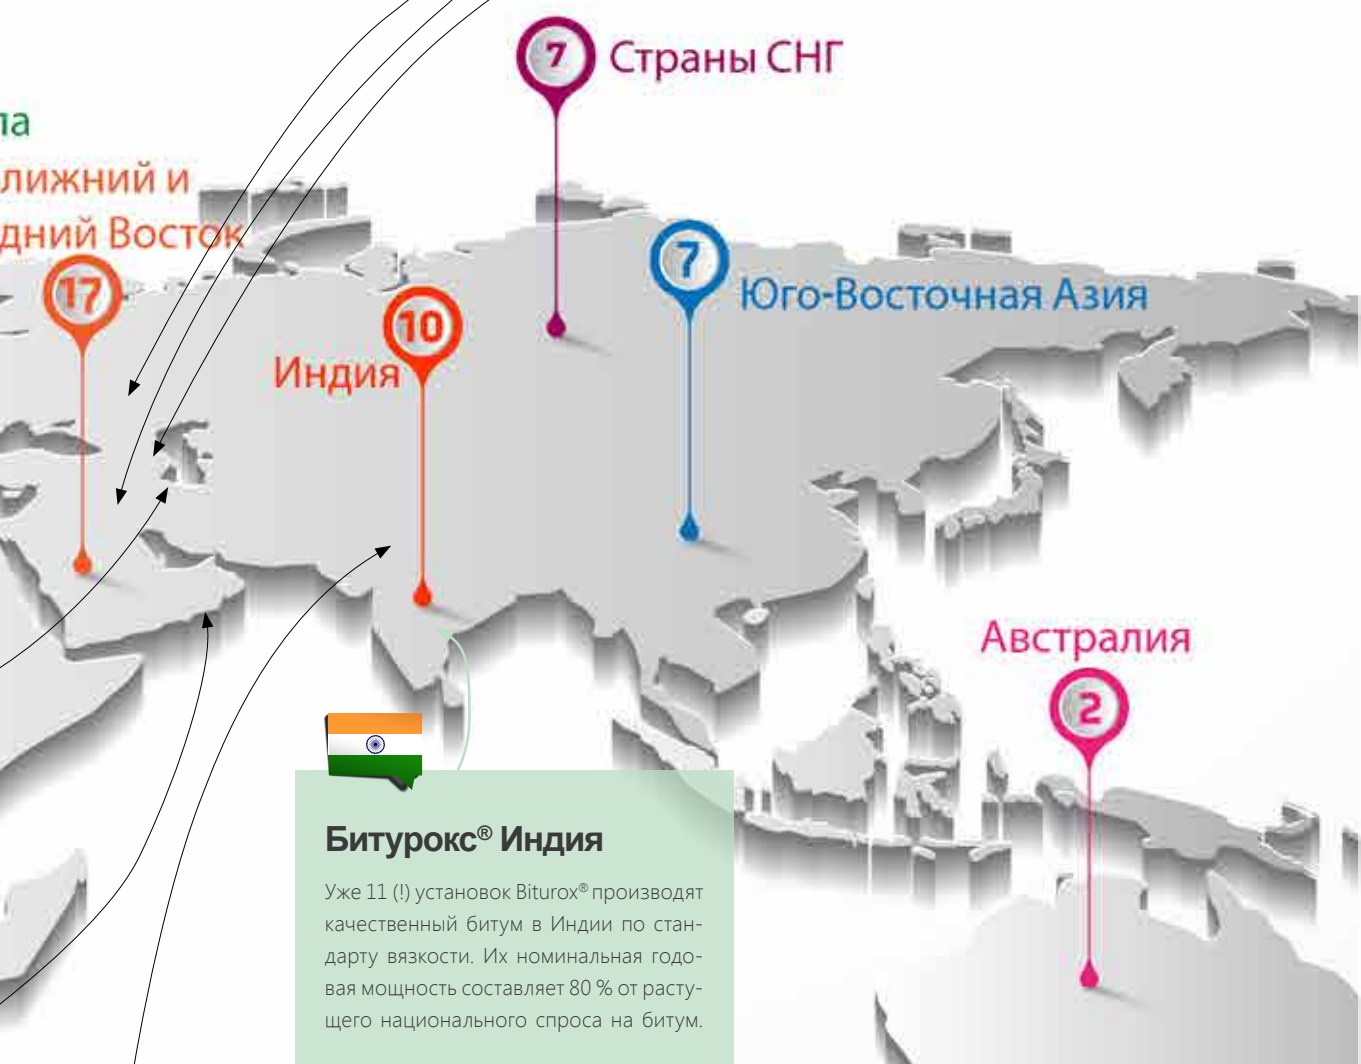 7 Страны СНГ
па
лижний и
дний Восток
17
7
Юго-Восточная Азия
10
Индия
Австралия
2
Битурокс® Индия
Уже 11 (!) установок Biturox® производят
качественный битум в Индии по стан-
дарту вязкости. Их номинальная годо-
вая мощность составляет 80 % от расту-
щего национального спроса на битум.